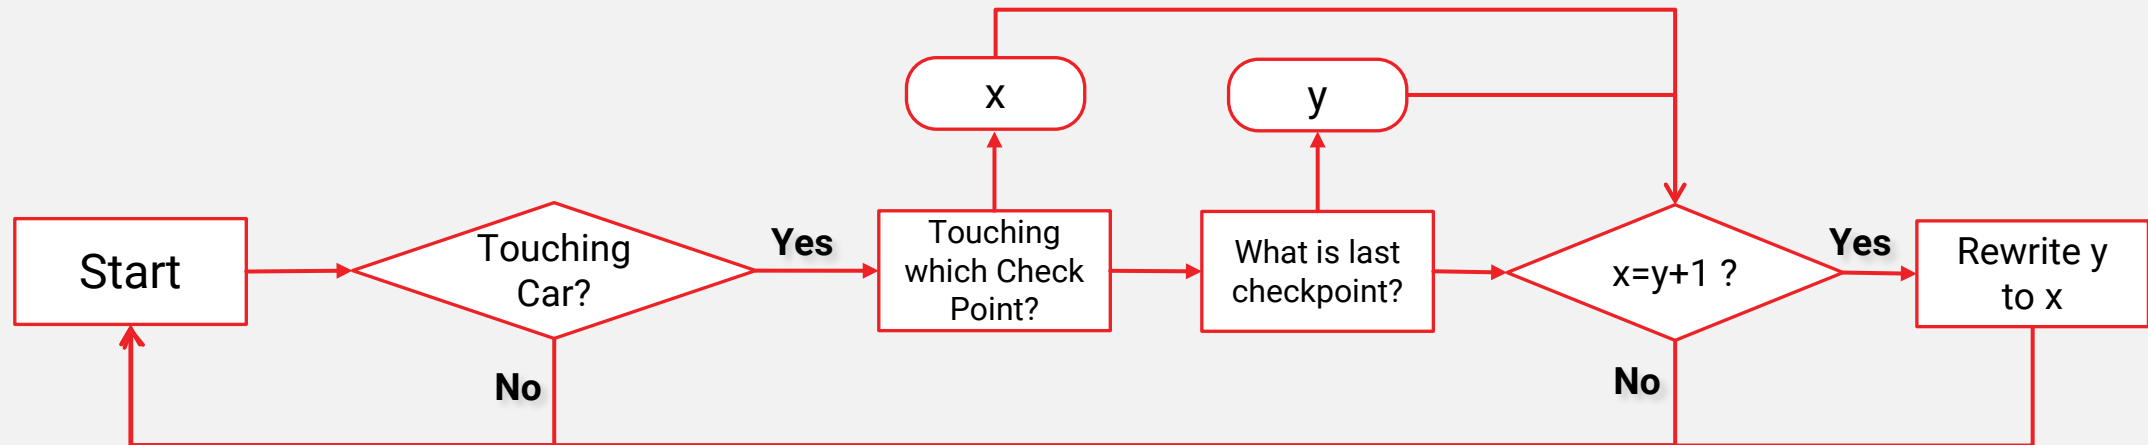 x
y
Start
Touching
Car?
Yes
No
Touching
which Check
Point?
What is last
checkpoint?
x=y+1 ?
Yes
No
Rewrite y
to x